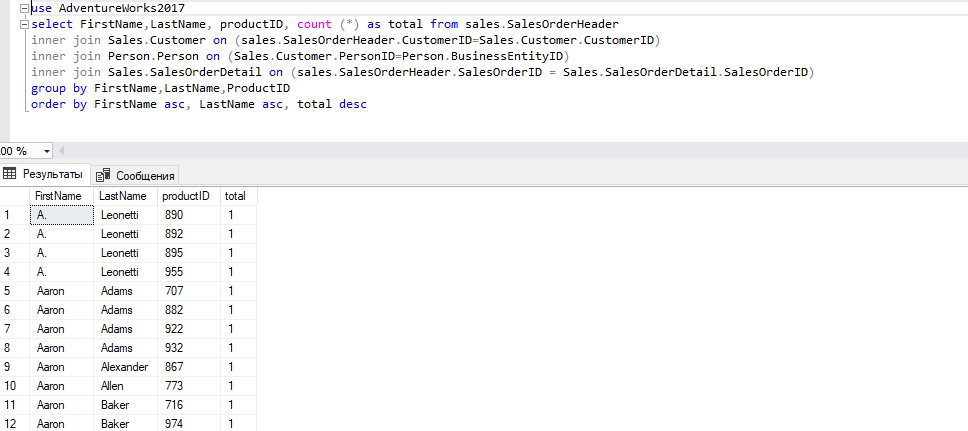 use AdventureWorks2017
select FirstName,LastName, productID, count (*) as total from sales.SalesOrderHeader
inner join Sales.Customer on (sales.SalesOrderHeader.CustomerID=Sales.Customer.CustomerID)
inner join Person.Person on (Sales.Customer.PersonID=Person.BusinessEntityID)
inner join Sales.SalesOrderDetail on (sales.SalesOrderHeader.SalesOrderID = Sales.SalesOrderDetail.SalesOrderID)
group by FirstName,LastName,ProductID
order by FirstName asc, LastName asc, total desc
00 %
Результаты Сообщения
FirstName LastName productID total
1 A. Leonetti 890 1
2 A. Leonetti 892 1
3 A. Leonetti 895 1
4 A. Leonetti 955 1
5 Aaron Adams 707 1
6 Aaron Adams 882 1
7 Aaron Adams 922 1
8 Aaron Adams 932 1
9 Aaron Alexander 867 1
10 Aaron Allen 773 1
11 Aaron Baker 716 1
12 Aaron Baker 974 1